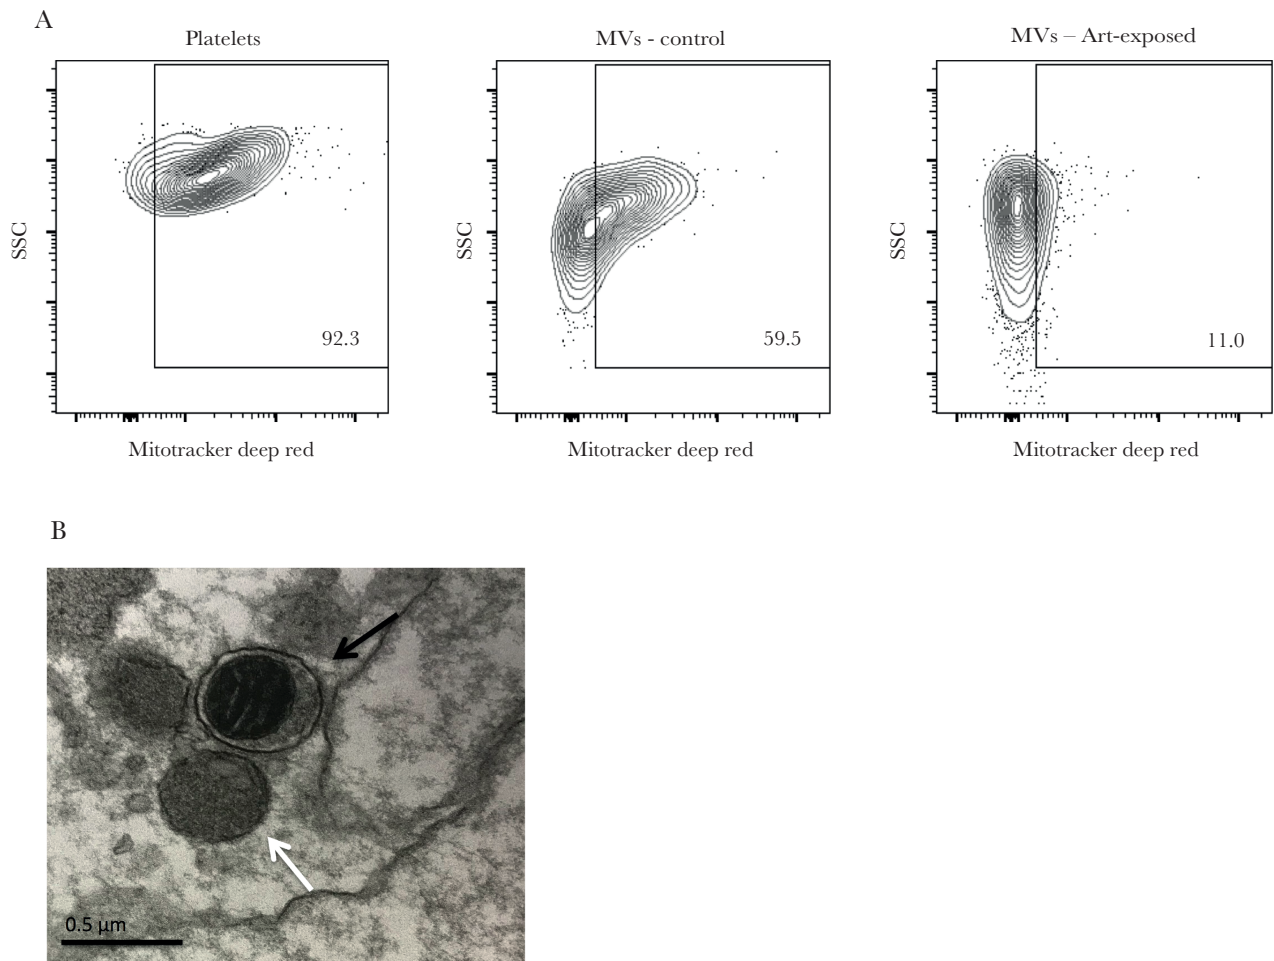 A
Platelets
MVs - control
MVs – Art-exposed
SSC
92.3
SSC
59.5
SSC
11.0
Mitotracker deep red
Mitotracker deep red
Mitotracker deep red
B
0.5 µm